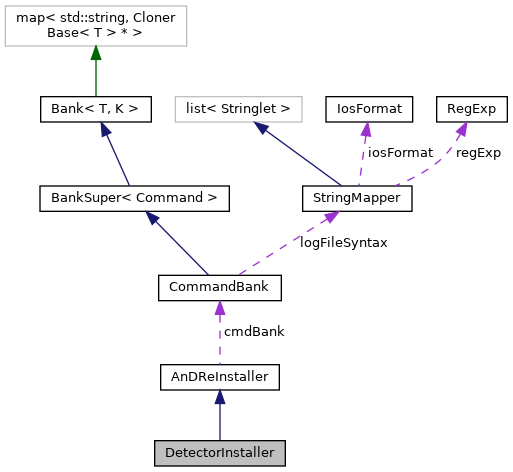 map< std::string, Cloner
Base< T > * >
Bank< T, K >
list< Stringlet >
IosFormat
RegExp
iosFormat
regExp
BankSuper< Command >
StringMapper
logFileSyntax
CommandBank
cmdBank
AnDReInstaller
DetectorInstaller